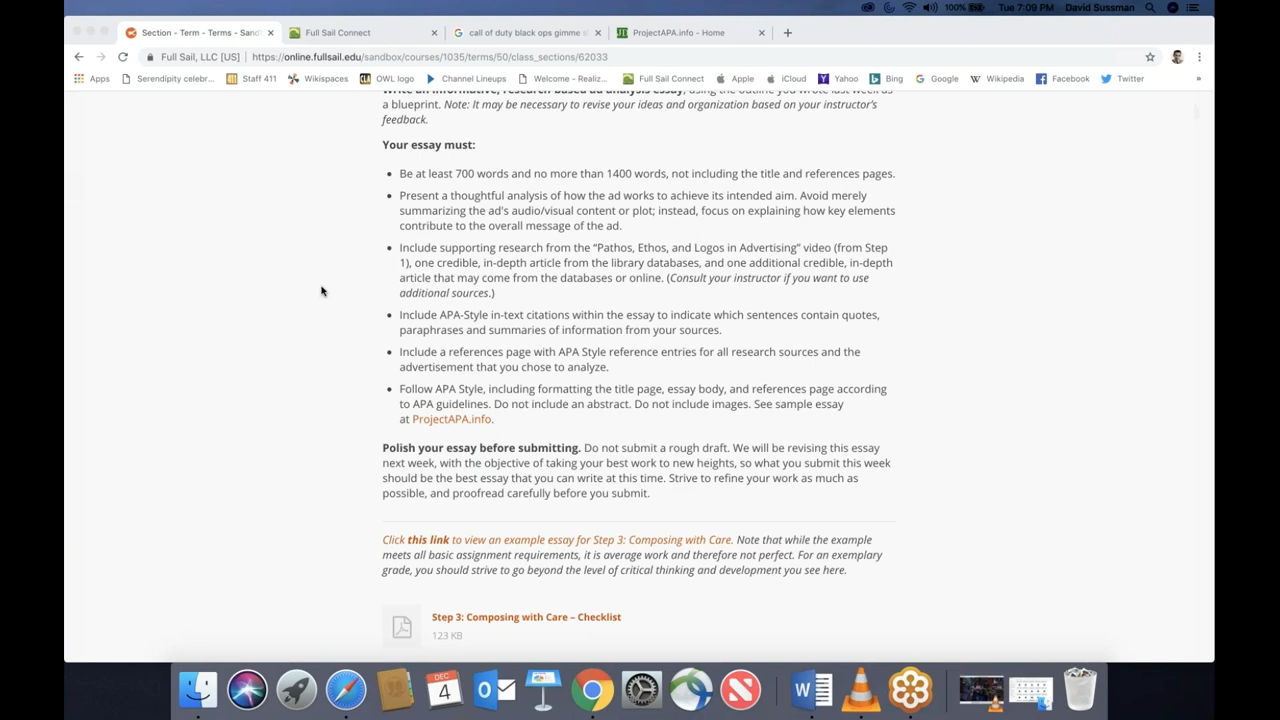 100% Tue 7:09 PM David Sussman
Section - Term - Terms - Sand
Full Sail Connect
call of duty black ops gimme s
ProjectAPA.info - Home
Full Sail, LLC [US] | https://online.fullsail.edu/sandbox/courses/1035/terms/50/class_sections/62033
Apps Serendipity celebr... Staff 411 Wikispaces OWL logo Channel Lineups Welcome - Realiz... Full Sail Connect Apple iCloud Yahoo Bing Google Wikipedia Facebook Twitter »
Write an informative, research-based ad analysis essay, using the outline you wrote last week as
a blueprint. Note: It may be necessary to revise your ideas and organization based on your instructor's
feedback.
Your essay must:
• Be at least 700 words and no more than 1400 words, not including the title and references pages.
• Present a thoughtful analysis of how the ad works to achieve its intended aim. Avoid merely
summarizing the ad's audio/visual content or plot; instead, focus on explaining how key elements
contribute to the overall message of the ad.
• Include supporting research from the “Pathos, Ethos, and Logos in Advertising” video (from Step
1), one credible, in-depth article from the library databases, and one additional credible, in-depth
article that may come from the databases or online. (Consult your instructor if you want to use
additional sources.)
• Include APA-Style in-text citations within the essay to indicate which sentences contain quotes,
paraphrases and summaries of information from your sources.
• Include a references page with APA Style reference entries for all research sources and the
advertisement that you chose to analyze.
• Follow APA Style, including formatting the title page, essay body, and references page according
to APA guidelines. Do not include an abstract. Do not include images. See sample essay
at ProjectAPA.info.
Polish your essay before submitting. Do not submit a rough draft. We will be revising this essay
next week, with the objective of taking your best work to new heights, so what you submit this week
should be the best essay that you can write at this time. Strive to refine your work as much as
possible, and proofread carefully before you submit.
Click this link to view an example essay for Step 3: Composing with Care. Note that while the example
meets all basic assignment requirements, it is average work and therefore not perfect. For an exemplary
grade, you should strive to go beyond the level of critical thinking and development you see here.
Step 3: Composing with Care – Checklist
123 KB
DEC
4